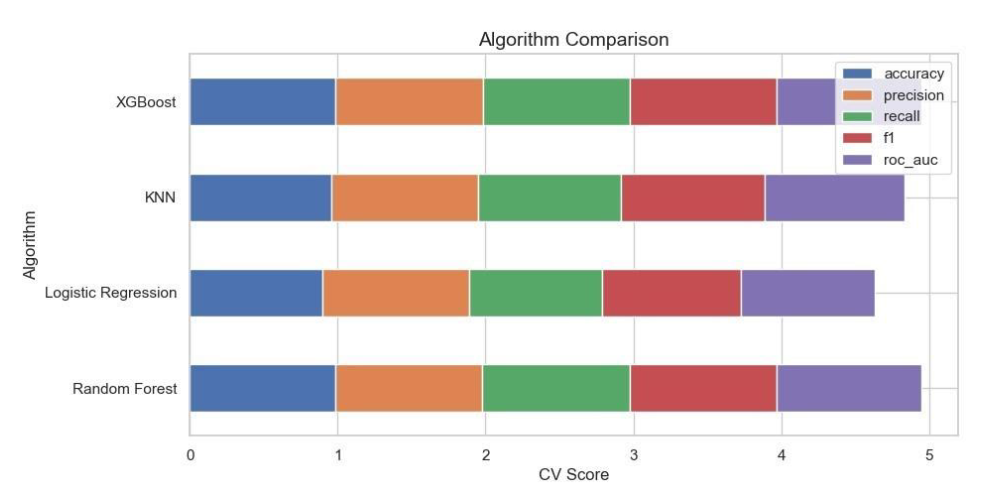 Algorithm Comparison
accuracy
precision
recall
f1
roc_auc
XGBoost
KNN
Logistic Regression
Random Forest
Algorithm
0 1 2 3 4 5
CV Score